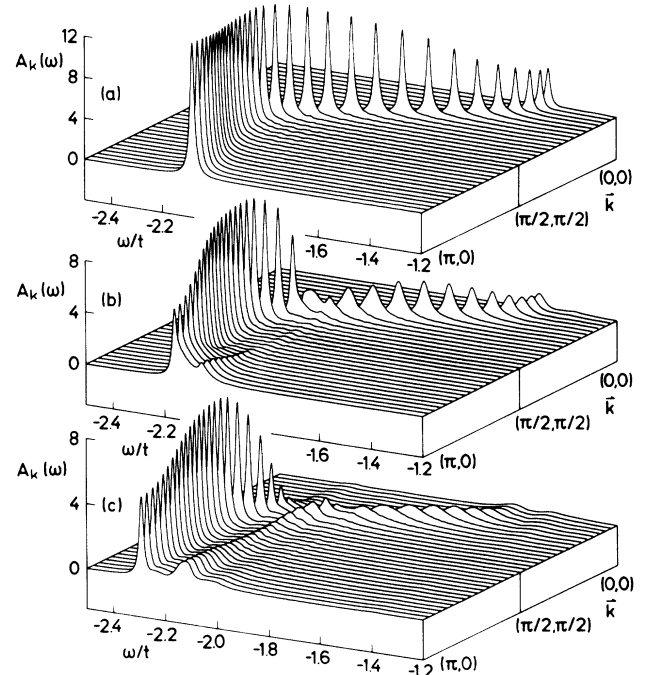 12
A_k(ω)
8
(a)
4
0
(0,0)
k⃗
(π/2,π/2)
-2.4
-2.2
ω/t
-1.6
-1.4
-1.2
(π,0)
8
A_k(ω)
(b)
4
0
(0,0)
k⃗
(π/2,π/2)
-2.4
-2.2
ω/t
-1.6
-1.4
-1.2
(π,0)
8
A_k(ω)
(c)
4
0
(0,0)
k⃗
(π/2,π/2)
-2.4
-2.2
-2.0
ω/t
-1.8
-1.6
-1.4
-1.2
(π,0)